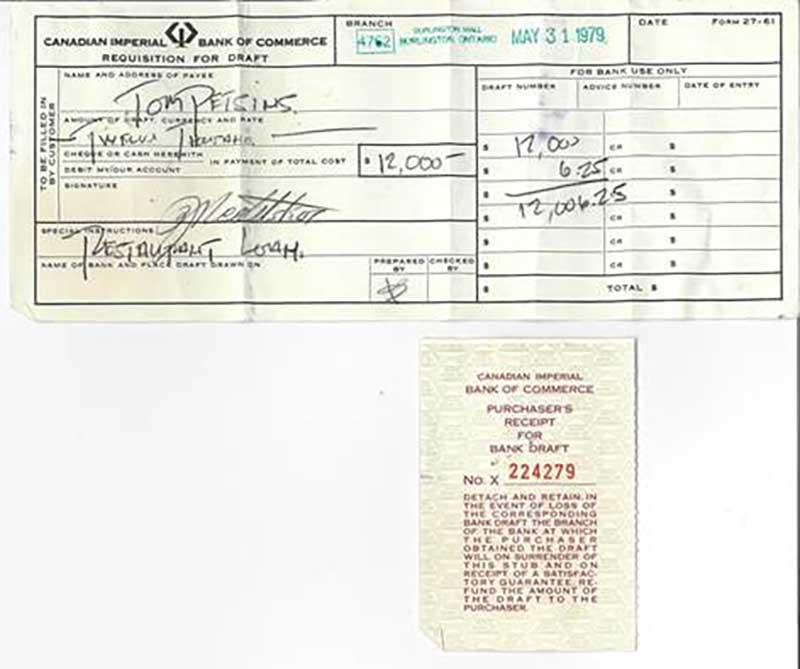 CANADIAN IMPERIAL BANK OF COMMERCE
REQUISITION FOR DRAFT
BRANCH
4762 BURLINGTON MALL
BURLINGTON, ONTARIO
MAY 31 1979
DATE
FORM 27-61
TO BE FILLED IN
BY CUSTOMER
NAME AND ADDRESS OF PAYEE
TOM
AMOUNT OF DRAFT, CURRENCY AND RATE
TWELVE THOUSAND
CHEQUE OR CASH HEREWITH
DEBIT MY/OUR ACCOUNT
IN PAYMENT OF TOTAL COST
$ 12,000-
SIGNATURE
SPECIAL INSTRUCTIONS
RESTAURANT LOAN.
NAME OF BANK AND PLACE DRAFT DRAWN ON
PREPARED BY
CHECKED BY
FOR BANK USE ONLY
DRAFT NUMBER ADVICE NUMBER DATE OF ENTRY
$ 12,000 CR $
$ 6.25 CR $
$ 12,006.25 CR $
$ CR $
$ CR $
$ CR $
$ TOTAL $
CANADIAN IMPERIAL
BANK OF COMMERCE
PURCHASER'S
RECEIPT
FOR
BANK DRAFT
No. X 224279
DETACH AND RETAIN. IN
THE EVENT OF LOSS OF
THE CORRESPONDING
BANK DRAFT THE BRANCH
OF THE BANK AT WHICH
THE PURCHASER
OBTAINED THE DRAFT
WILL ON SURRENDER OF
THIS STUB AND ON
RECEIPT OF A SATISFAC-
TORY GUARANTEE, RE-
FUND THE AMOUNT OF
THE DRAFT TO THE
PURCHASER.